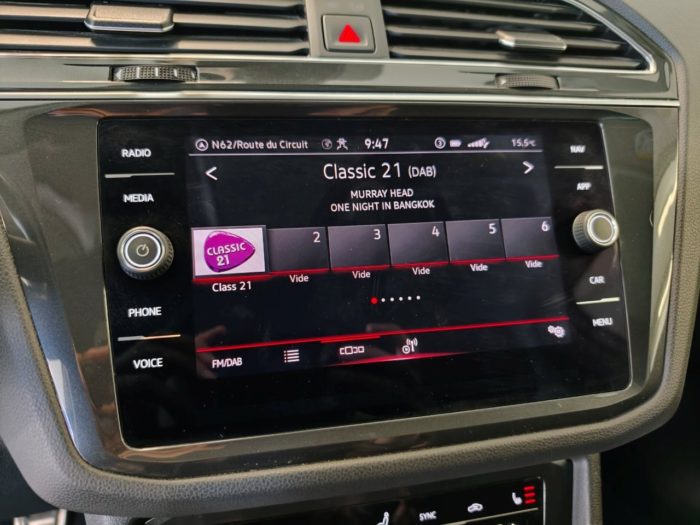 RADIO
MEDIA
PHONE
VOICE
N62/Route du Circuit 9:47 3 15.5°C
< Classic 21 (DAB) >
MURRAY HEAD
ONE NIGHT IN BANGKOK
CLASSIC 21 2 3 4 5 6
Class 21 Vide Vide Vide Vide Vide
FM/DAB
NAV
APP
CAR
MENU
SYNC